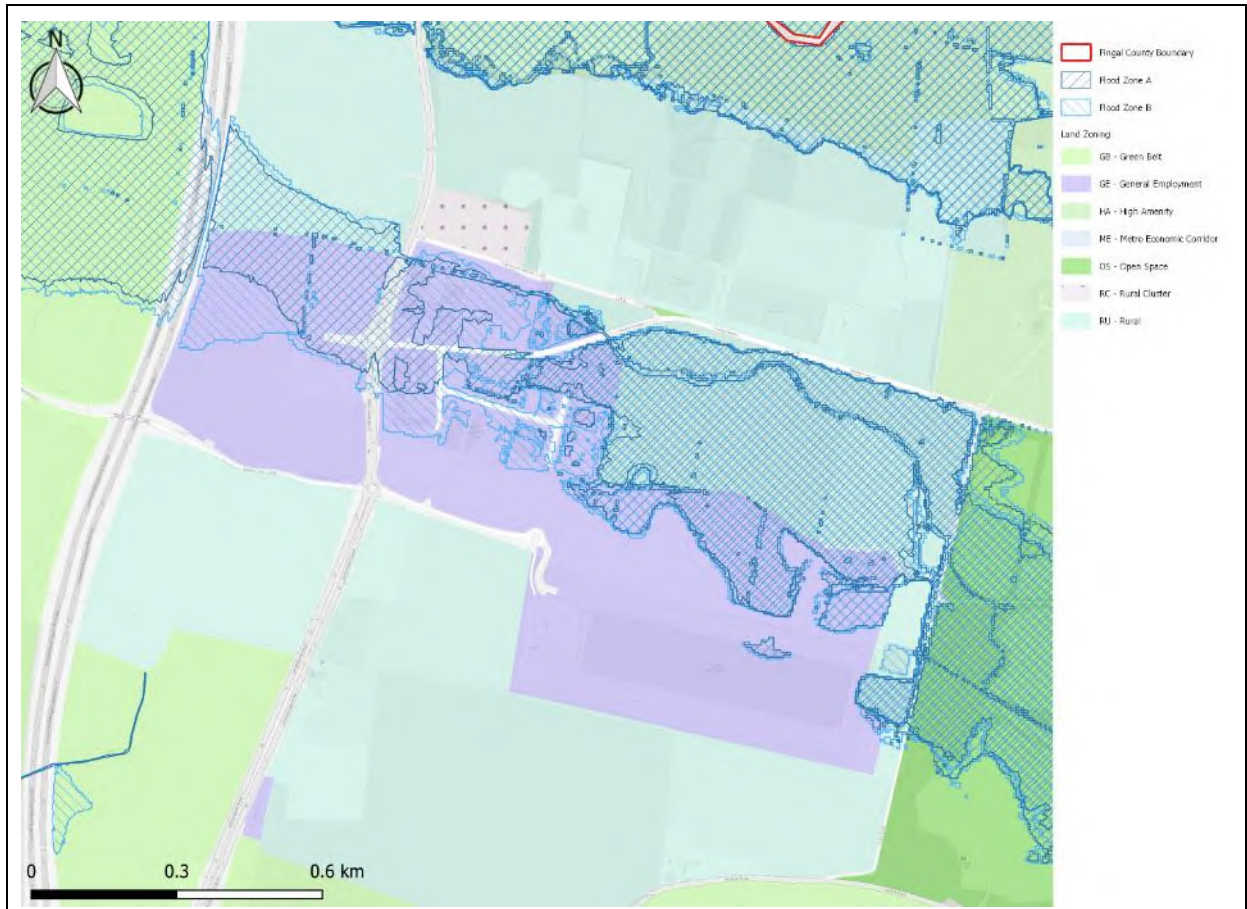 N
Fingal County Boundary
Flood Zone A
Flood Zone B
Land Zoning
GB - Green Belt
GE - General Employment
HA - High Amenity
ME - Metro Economic Corridor
OS - Open Space
RC - Rural Cluster
RU - Rural
0 0.3 0.6 km